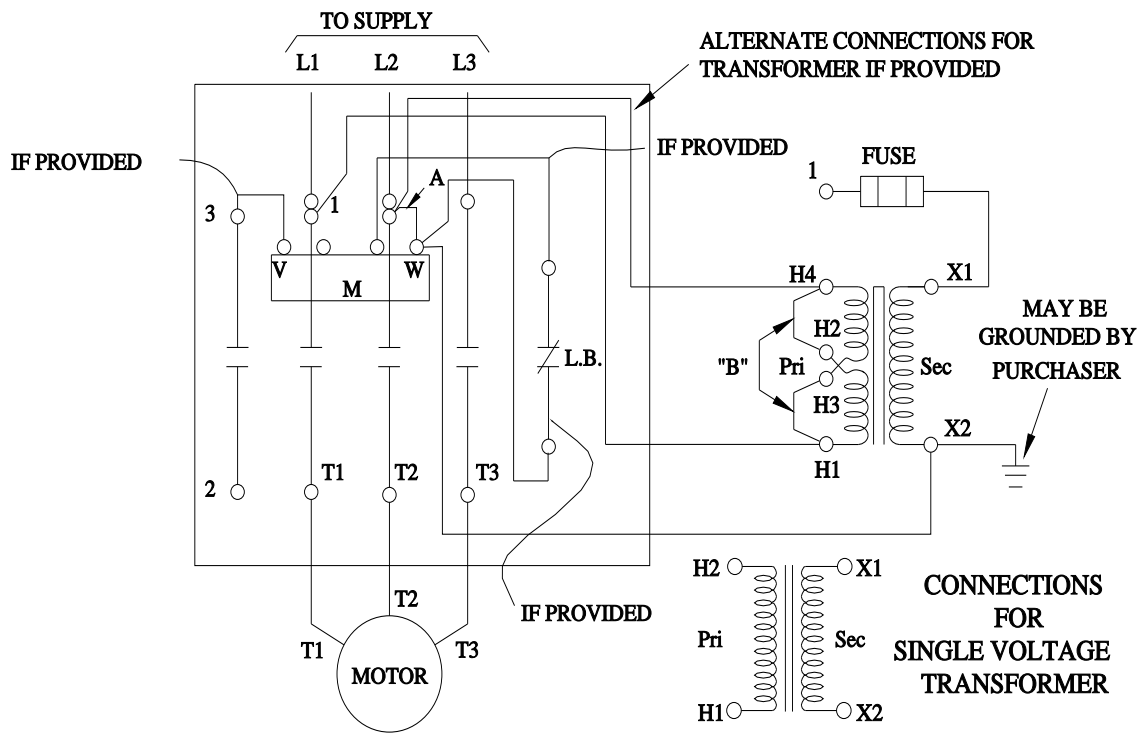 TO SUPPLY
L1 L2 L3
ALTERNATE CONNECTIONS FOR
TRANSFORMER IF PROVIDED
IF PROVIDED
IF PROVIDED
A
1
FUSE
3
1
V
W
M
H4
X1
H2
"B"
Pri
Sec
H3
H1
X2
MAY BE
GROUNDED BY
PURCHASER
L.B.
2
T1
T2
T3
IF PROVIDED
T2
T1
T3
MOTOR
H2
X1
Pri
Sec
H1
X2
CONNECTIONS
FOR
SINGLE VOLTAGE
TRANSFORMER